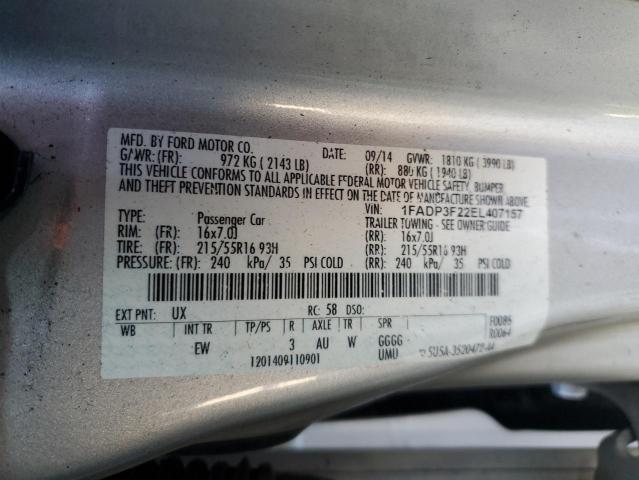 MFD. BY FORD MOTOR CO. DATE: 09/14 GVWR: 1810 KG ( 3990 LB)
GAWR: (FR): 972 KG ( 2143 LB) (RR): 880 KG ( 1940 LB)
THIS VEHICLE CONFORMS TO ALL APPLICABLE FEDERAL MOTOR VEHICLE SAFETY, BUMPER,
AND THEFT PREVENTION STANDARDS IN EFFECT ON THE DATE OF MANUFACTURE SHOWN ABOVE.
VIN: 1FADP3F22EL407157
TYPE: Passenger Car TRAILER TOWING - SEE OWNER GUIDE
RIM: (FR): 16x7.0J (RR): 16x7.0J
TIRE: (FR): 215/55R16 93H (RR): 215/55R16 93H
PRESSURE: (FR): 240 kPa/ 35 PSI COLD (RR): 240 kPa/ 35 PSI COLD
EXT PNT: UX RC: 58 DSO:
WB INT TR TP/PS R AXLE TR SPR F0085
EW 3 AU W GGGG R0064
1201409110901 UMU